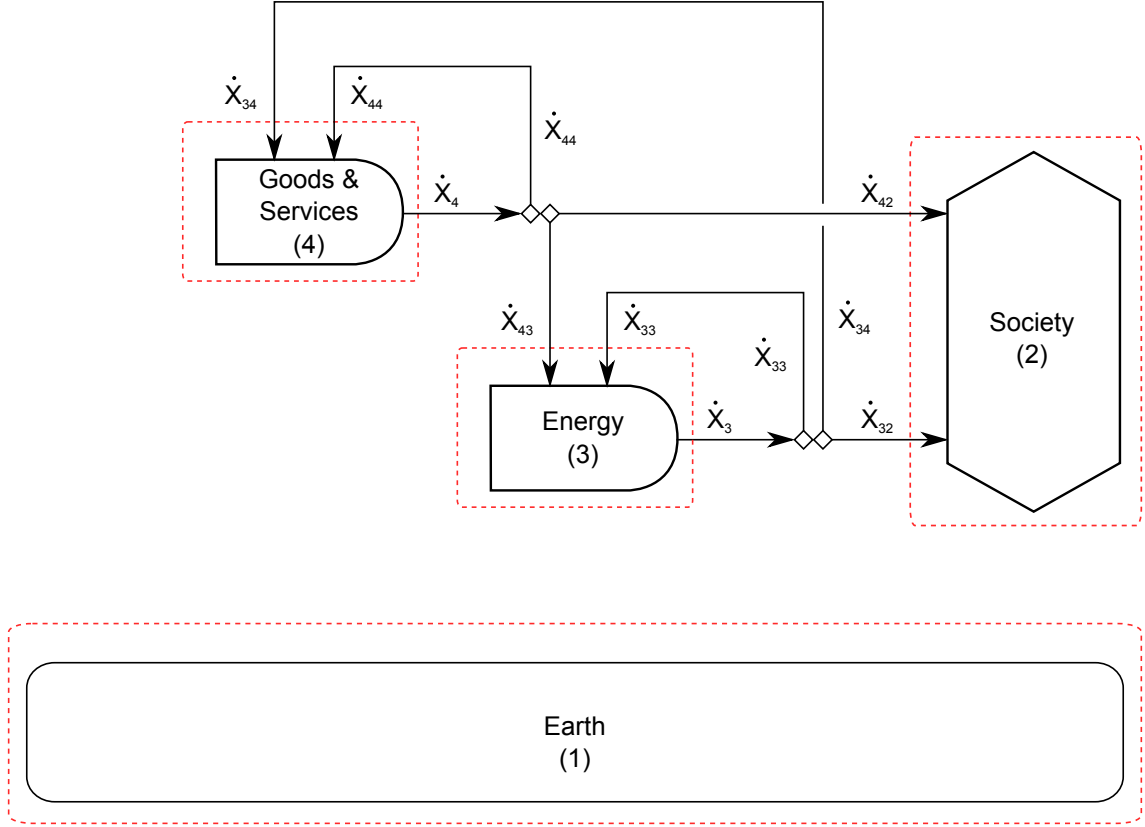 Ẋ₃₄
Ẋ₄₄
Ẋ₄₄
Goods &
Services
(4)
Ẋ₄
Ẋ₄₂
Ẋ₄₃
Ẋ₃₃
Ẋ₃₃
Ẋ₃₄
Society
(2)
Energy
(3)
Ẋ₃
Ẋ₃₂
Earth
(1)